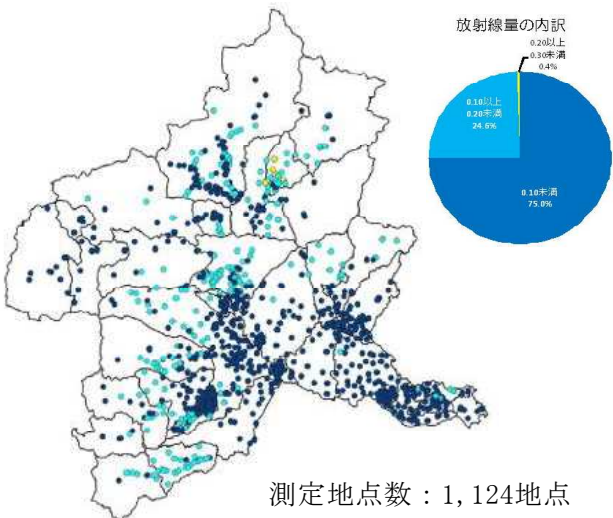 放射線量の内訳
0.20以上
0.30未満
0.4%
0.10以上
0.20未満
24.6%
0.10未満
75.0%
測定地点数：1,124地点